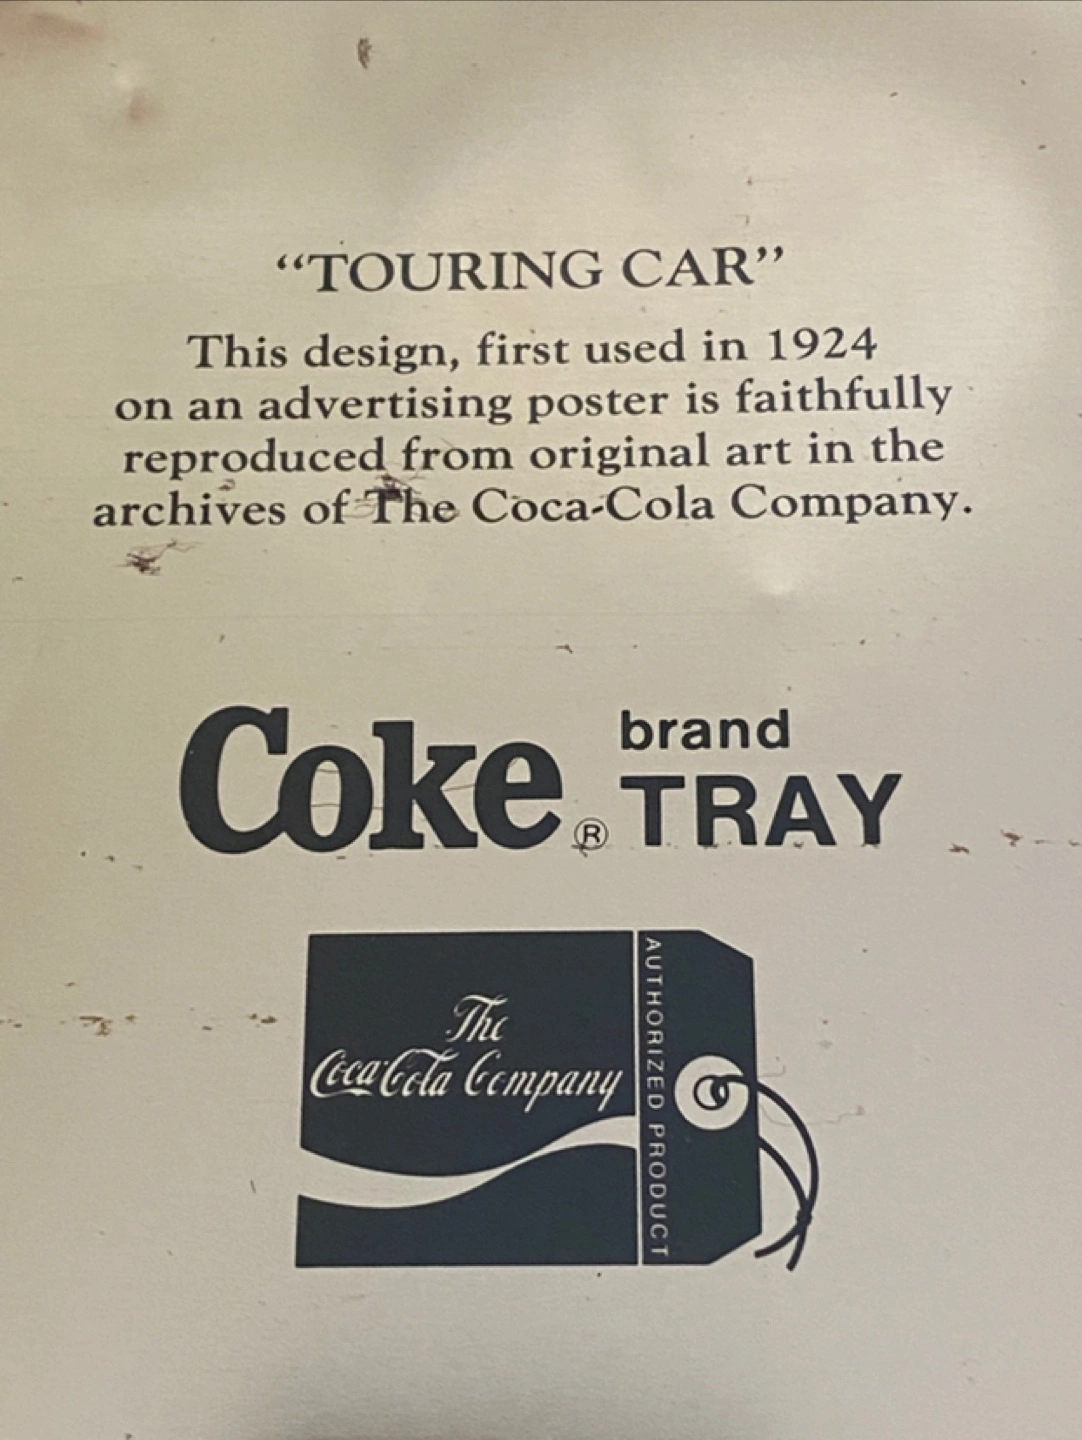 “TOURING CAR”
This design, first used in 1924
on an advertising poster is faithfully
reproduced from original art in the
archives of The Coca-Cola Company.
Coke® brand
TRAY
The
Coca-Cola Company
AUTHORIZED PRODUCT